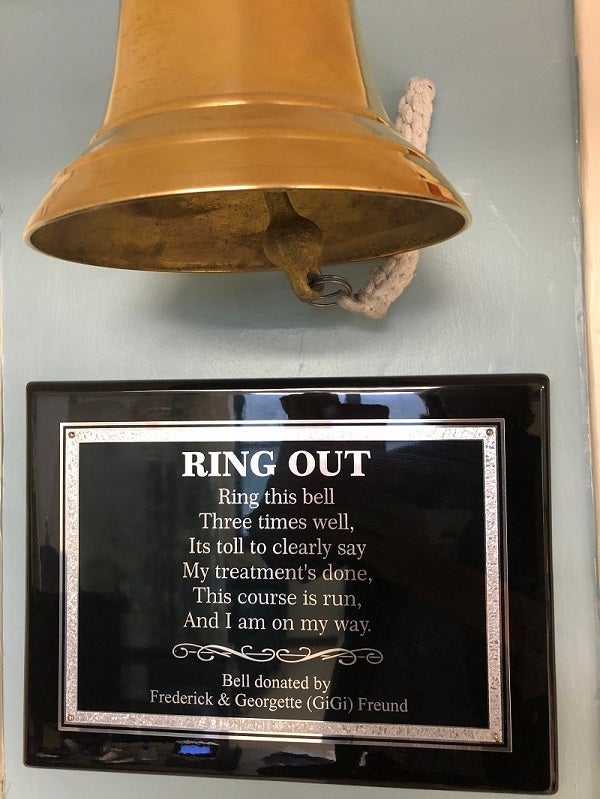 RING OUT
Ring this bell
Three times well,
Its toll to clearly say
My treatment's done,
This course is run,
And I am on my way.
Bell donated by
Frederick & Georgette (GiGi) Freund